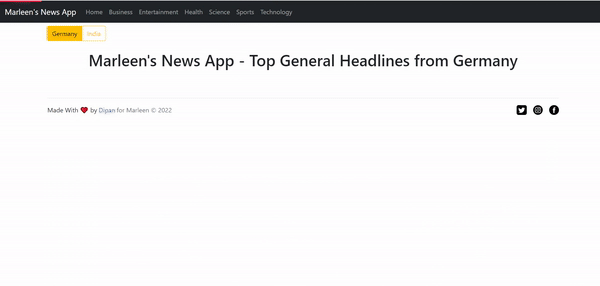 Marleen's News App Home Business Entertainment Health Science Sports Technology
Germany India
Marleen's News App - Top General Headlines from Germany
Made With ❤️ by Dipan for Marleen © 2022